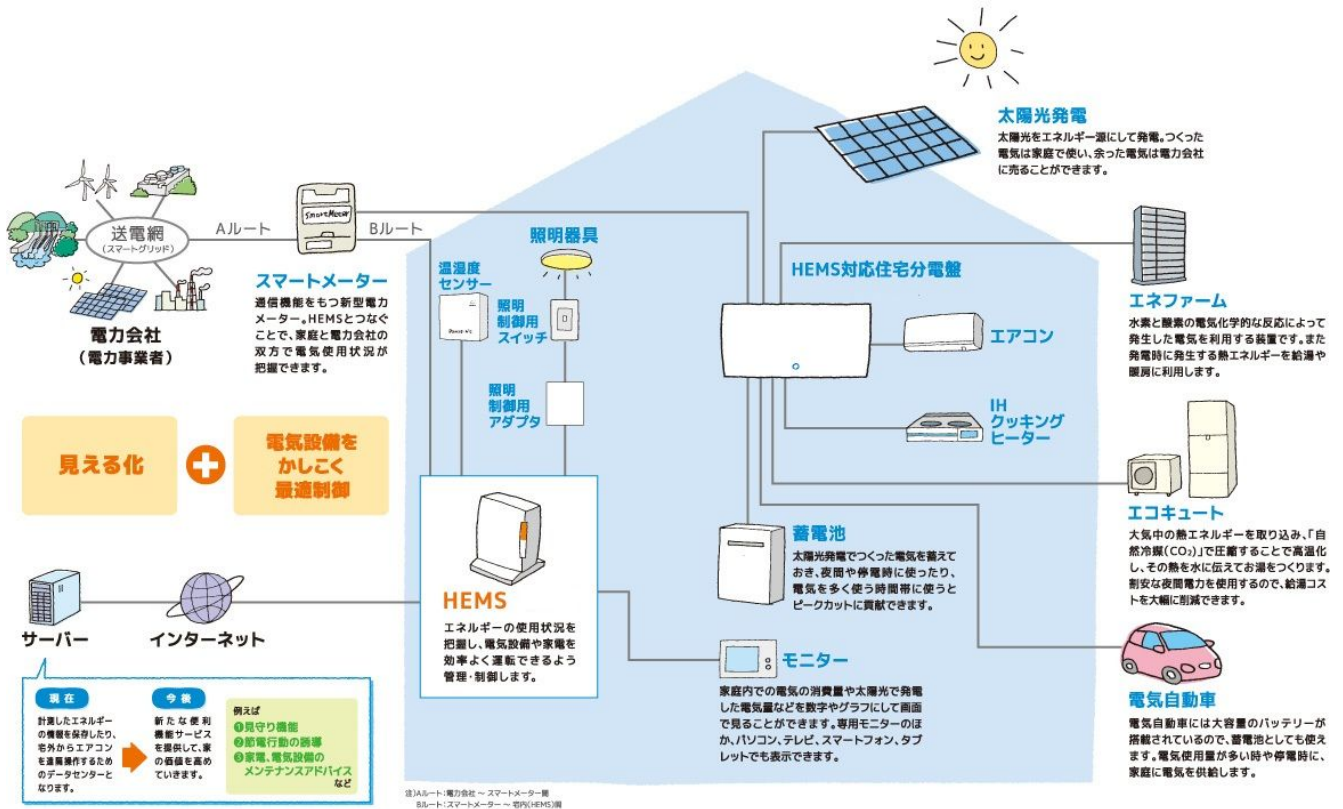 太陽光発電
太陽光をエネルギー源にして発電。つくった
電気は家庭で使い、余った電気は電力会社
に売ることができます。
送電網
(スマートグリッド)
Aルート
SmartMeter
Bルート
電力会社
(電力事業者)
スマートメーター
通信機能をもつ新型電力
メーター。HEMSとつなぐ
ことで、家庭と電力会社の
双方で電気使用状況が
把握できます。
温湿度
センサー
照明器具
照明
制御用
スイッチ
照明
制御用
アダプタ
HEMS対応住宅分電盤
エアコン
IH
クッキング
ヒーター
エネファーム
水素と酸素の電気化学的な反応によって
発生した電気を利用する装置です。また
発電時に発生する熱エネルギーを給湯や
暖房に利用します。
見える化
電気設備を
かしこく
最適制御
エコキュート
大気中の熱エネルギーを取り込み、「自
然冷媒(CO₂)」で圧縮することで高温化
し、その熱を水に伝えてお湯をつくります。
割安な夜間電力を使用するので、給湯コス
トを大幅に削減できます。
蓄電池
太陽光発電でつくった電気を蓄えて
おき、夜間や停電時に使ったり、
電気を多く使う時間帯に使うと
ピークカットに貢献できます。
HEMS
エネルギーの使用状況を
把握し、電気設備や家電を
効率よく運転できるよう
管理・制御します。
サーバー
インターネット
モニター
家庭内での電気の消費量や太陽光で発電
した電気量などを数字やグラフにして画面
で見ることができます。専用モニターのほ
か、パソコン、テレビ、スマートフォン、タブ
レットでも表示できます。
電気自動車
電気自動車には大容量のバッテリーが
搭載されているので、蓄電池としても使え
ます。電気使用量が多い時や停電時に、
家庭に電気を供給します。
現在
計測したエネルギー
の情報を保存したり、
宅外からエアコン
を遠隔操作するため
のデータセンターと
なります。
今後
新たな便利
機能サービス
を提供して、家
の価値を高め
ていきます。
例えば
❶見守り機能
❷節電行動の誘導
❸家電、電気設備の
メンテナンスアドバイス
など
注)Aルート:電力会社 ~ スマートメーター間
Bルート:スマートメーター ~ 宅内(HEMS)間